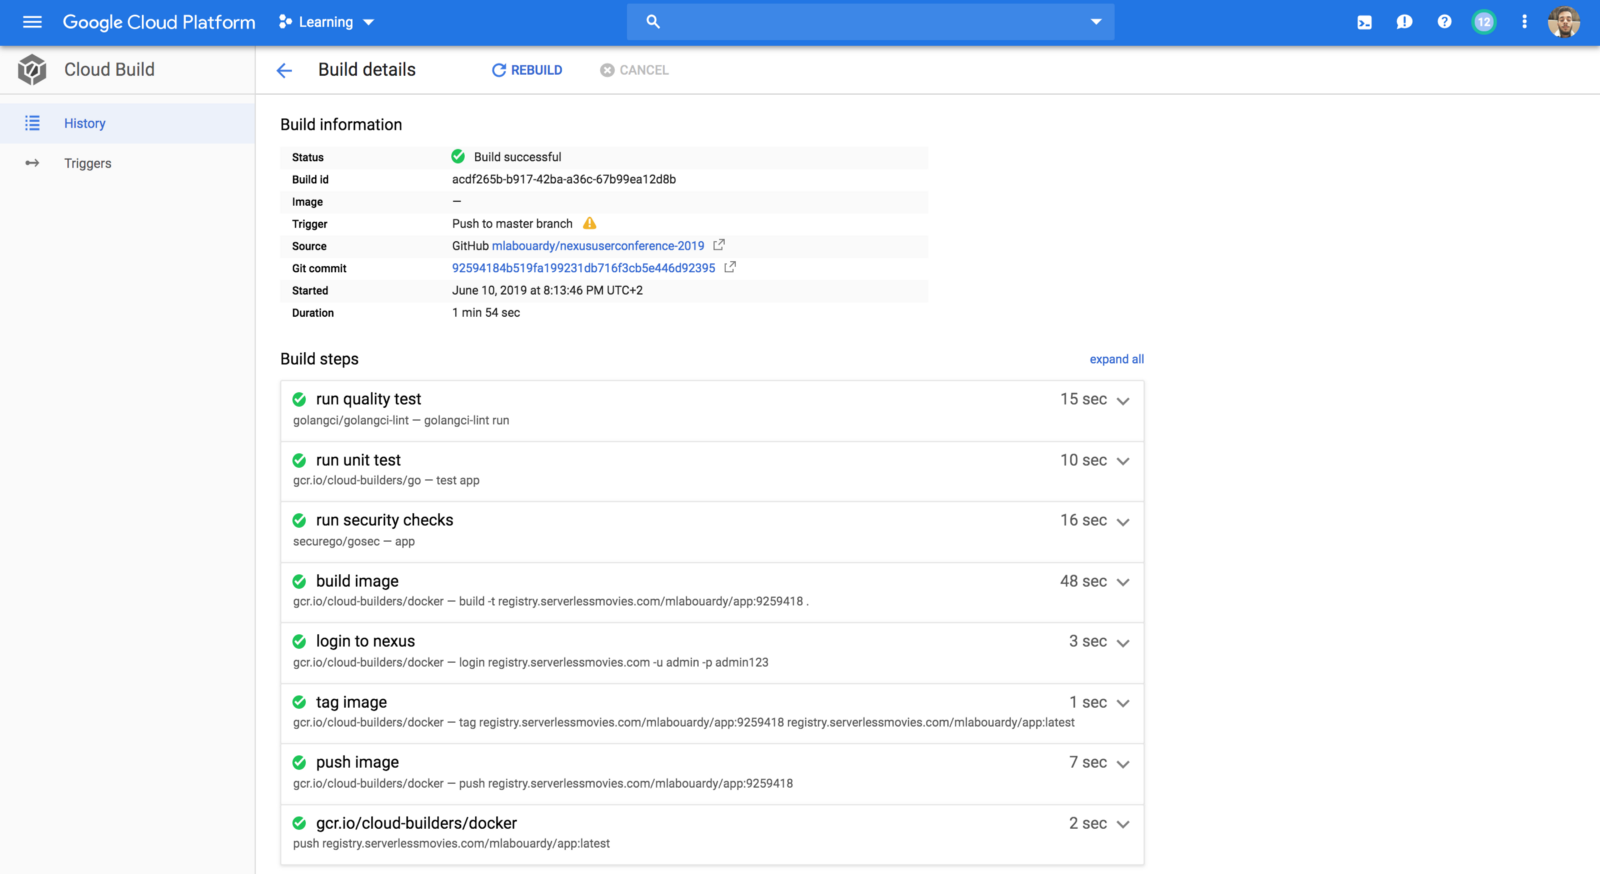 Google Cloud Platform Learning 12
Cloud Build
Build details REBUILD CANCEL
History
Triggers
Build information
Status Build successful
Build id acdf265b-b917-42ba-a36c-67b99ea12d8b
Image —
Trigger Push to master branch
Source GitHub mlabouardy/nexususerconference-2019
Git commit 92594184b519fa199231db716f3cb5e446d92395
Started June 10, 2019 at 8:13:46 PM UTC+2
Duration 1 min 54 sec
Build steps expand all
run quality test 15 sec
golangci/golangci-lint — golangci-lint run
run unit test 10 sec
gcr.io/cloud-builders/go — test app
run security checks 16 sec
securego/gosec — app
build image 48 sec
gcr.io/cloud-builders/docker — build -t registry.serverlessmovies.com/mlabouardy/app:9259418 .
login to nexus 3 sec
gcr.io/cloud-builders/docker — login registry.serverlessmovies.com -u admin -p admin123
tag image 1 sec
gcr.io/cloud-builders/docker — tag registry.serverlessmovies.com/mlabouardy/app:9259418 registry.serverlessmovies.com/mlabouardy/app:latest
push image 7 sec
gcr.io/cloud-builders/docker — push registry.serverlessmovies.com/mlabouardy/app:9259418
gcr.io/cloud-builders/docker 2 sec
push registry.serverlessmovies.com/mlabouardy/app:latest